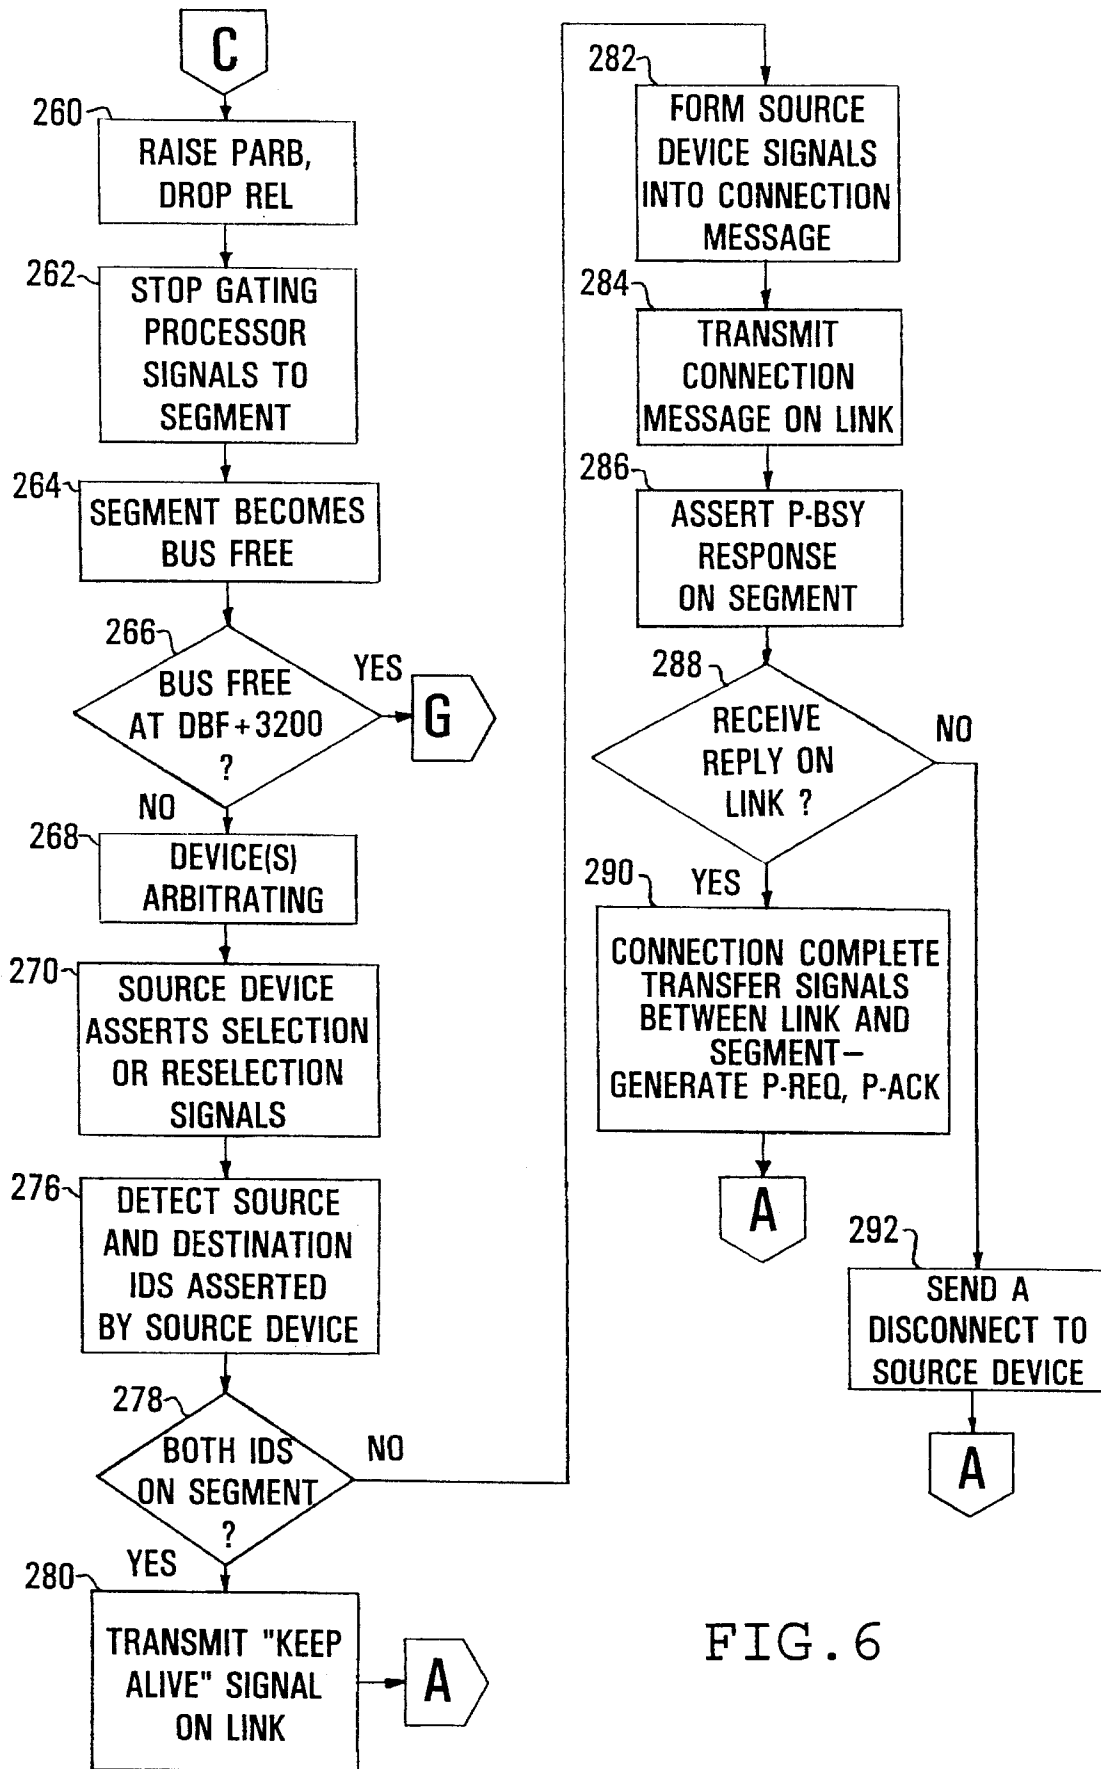 C
260
RAISE PARB,
DROP REL
262
STOP GATING
PROCESSOR
SIGNALS TO
SEGMENT
264
SEGMENT BECOMES
BUS FREE
266
BUS FREE
AT DBF+3200
?
YES
G
NO
268
DEVICE(S)
ARBITRATING
270
SOURCE DEVICE
ASSERTS SELECTION
OR RESELECTION
SIGNALS
276
DETECT SOURCE
AND DESTINATION
IDS ASSERTED
BY SOURCE DEVICE
278
BOTH IDS
ON SEGMENT
?
NO
YES
280
TRANSMIT "KEEP
ALIVE" SIGNAL
ON LINK
A
282
FORM SOURCE
DEVICE SIGNALS
INTO CONNECTION
MESSAGE
284
TRANSMIT
CONNECTION
MESSAGE ON LINK
286
ASSERT P-BSY
RESPONSE
ON SEGMENT
288
RECEIVE
REPLY ON
LINK ?
NO
YES
290
CONNECTION COMPLETE
TRANSFER SIGNALS
BETWEEN LINK AND
SEGMENT—
GENERATE P-REQ, P-ACK
A
292
SEND A
DISCONNECT TO
SOURCE DEVICE
A
FIG.6